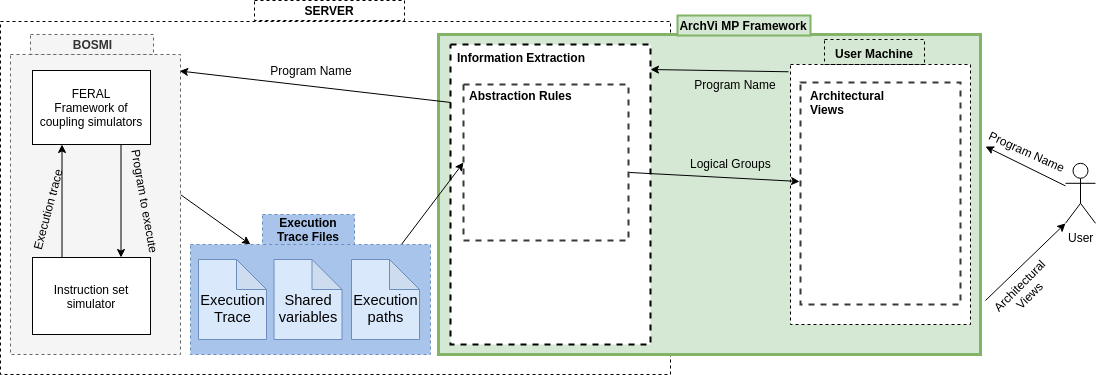 SERVER
ArchVi MP Framework
BOSMI
User Machine
Information Extraction
Program Name
Program Name
FERAL
Framework of
coupling simulators
Abstraction Rules
Architectural
Views
Program Name
Execution trace
Program to execute
Logical Groups
User
Execution
Trace Files
Instruction set
simulator
Execution
Trace
Shared
variables
Execution
paths
Architectural
Views